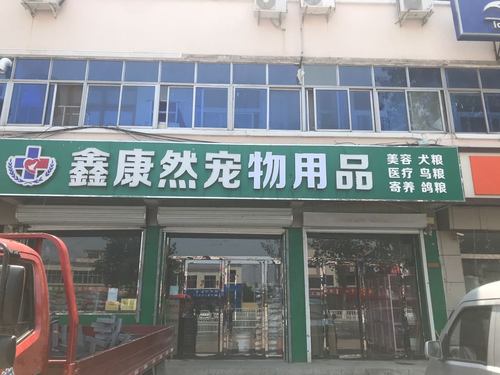 鑫康然宠物用品
美容 犬粮
医疗 鸟粮
寄养 鸽粮